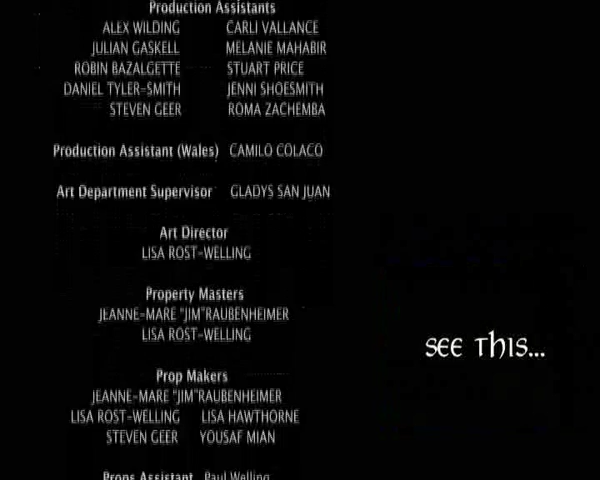 Production Assistants
ALEX WILDING CARLI VALLANCE
JULIAN GASKELL MELANIE MAHABIR
ROBIN BAZALGETTE STUART PRICE
DANIEL TYLER-SMITH JENNI SHOESMITH
STEVEN GEER ROMA ZACHEMBA
Production Assistant (Wales) CAMILO COLACO
Art Department Supervisor GLADYS SAN JUAN
Art Director
LISA ROST-WELLING
Property Masters
JEANNE-MARE "JIM"RAUBENHEIMER
LISA ROST-WELLING
Prop Makers
JEANNE-MARE "JIM"RAUBENHEIMER
LISA ROST-WELLING LISA HAWTHORNE
STEVEN GEER YOUSAF MIAN
Props Assistant Paul Welling
see this...